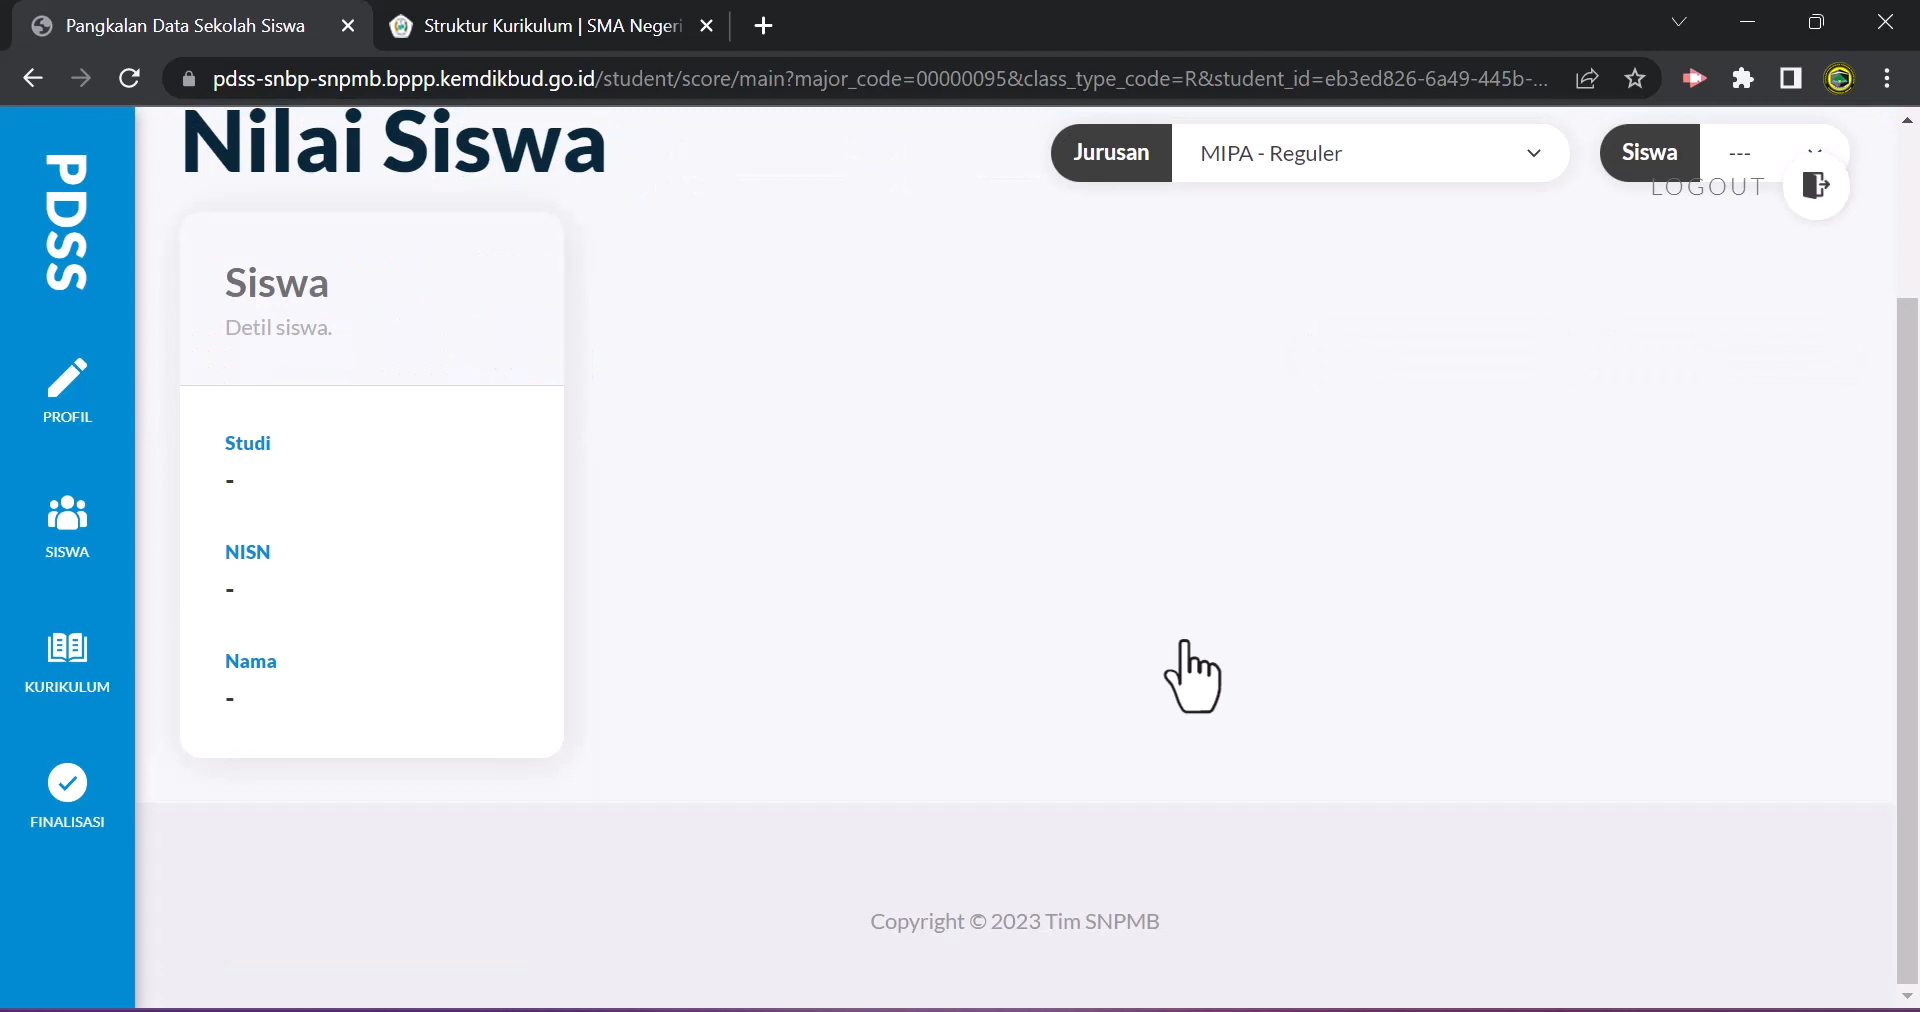 Pangkalan Data Sekolah Siswa
Struktur Kurikulum | SMA Negeri
pdss-snbp-snpmb.bppp.kemdikbud.go.id/student/score/main?major_code=00000095&class_type_code=R&student_id=eb3ed826-6a49-445b-...
PDSS
PROFIL
SISWA
KURIKULUM
FINALISASI
Nilai Siswa
Jurusan MIPA - Reguler
Siswa ---
LOGOUT
Siswa
Detil siswa.
Studi
-
NISN
-
Nama
-
Copyright © 2023 Tim SNPMB